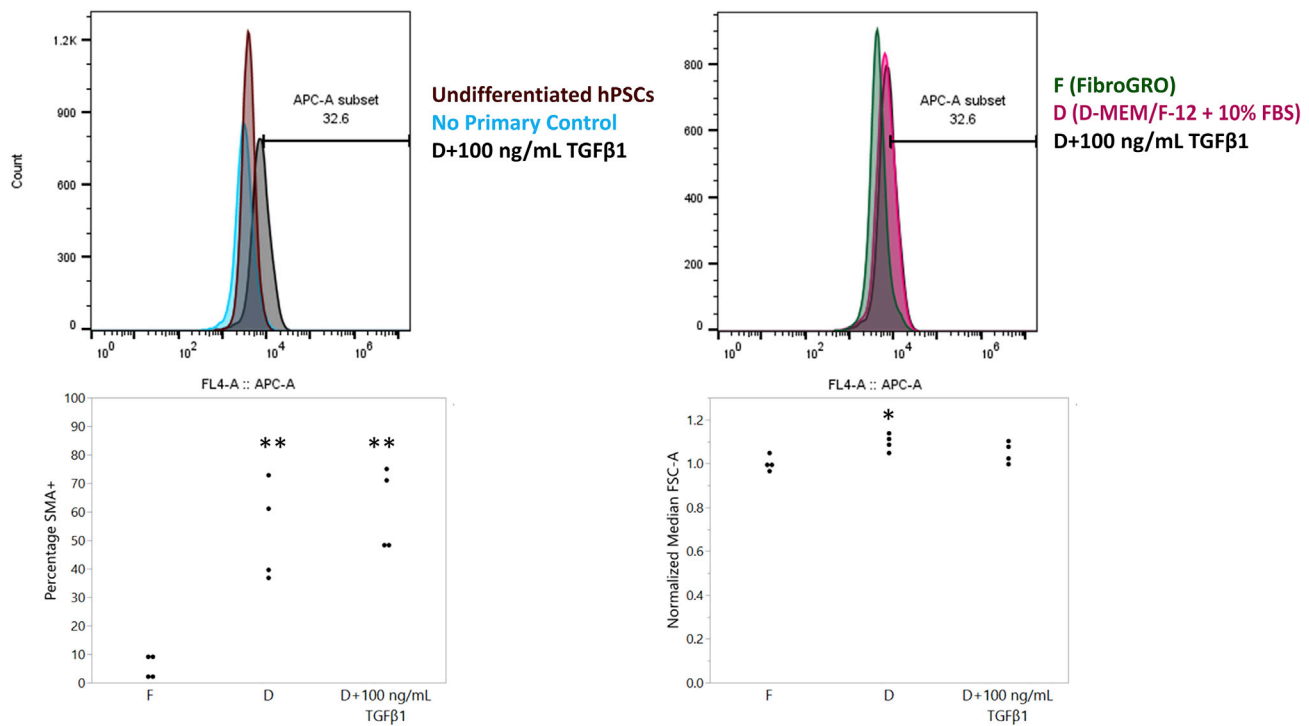 1.2K
900
600
300
0
Count
APC-A subset
32.6
10^0
10^2
10^4
10^6
FL4-A :: APC-A
Undifferentiated hPSCs
No Primary Control
D+100 ng/mL TGFβ1
800
600
400
200
0
APC-A subset
32.6
10^0
10^2
10^4
10^6
FL4-A :: APC-A
F (FibroGRO)
D (D-MEM/F-12 + 10% FBS)
D+100 ng/mL TGFβ1
100
90
80
70
60
50
40
30
20
10
0
Percentage SMA+
**
**
F
D
D+100 ng/mL
TGFβ1
1.2
1.0
0.8
0.6
0.4
0.2
0.0
Normalized Median FSC-A
*
F
D
D+100 ng/mL
TGFβ1